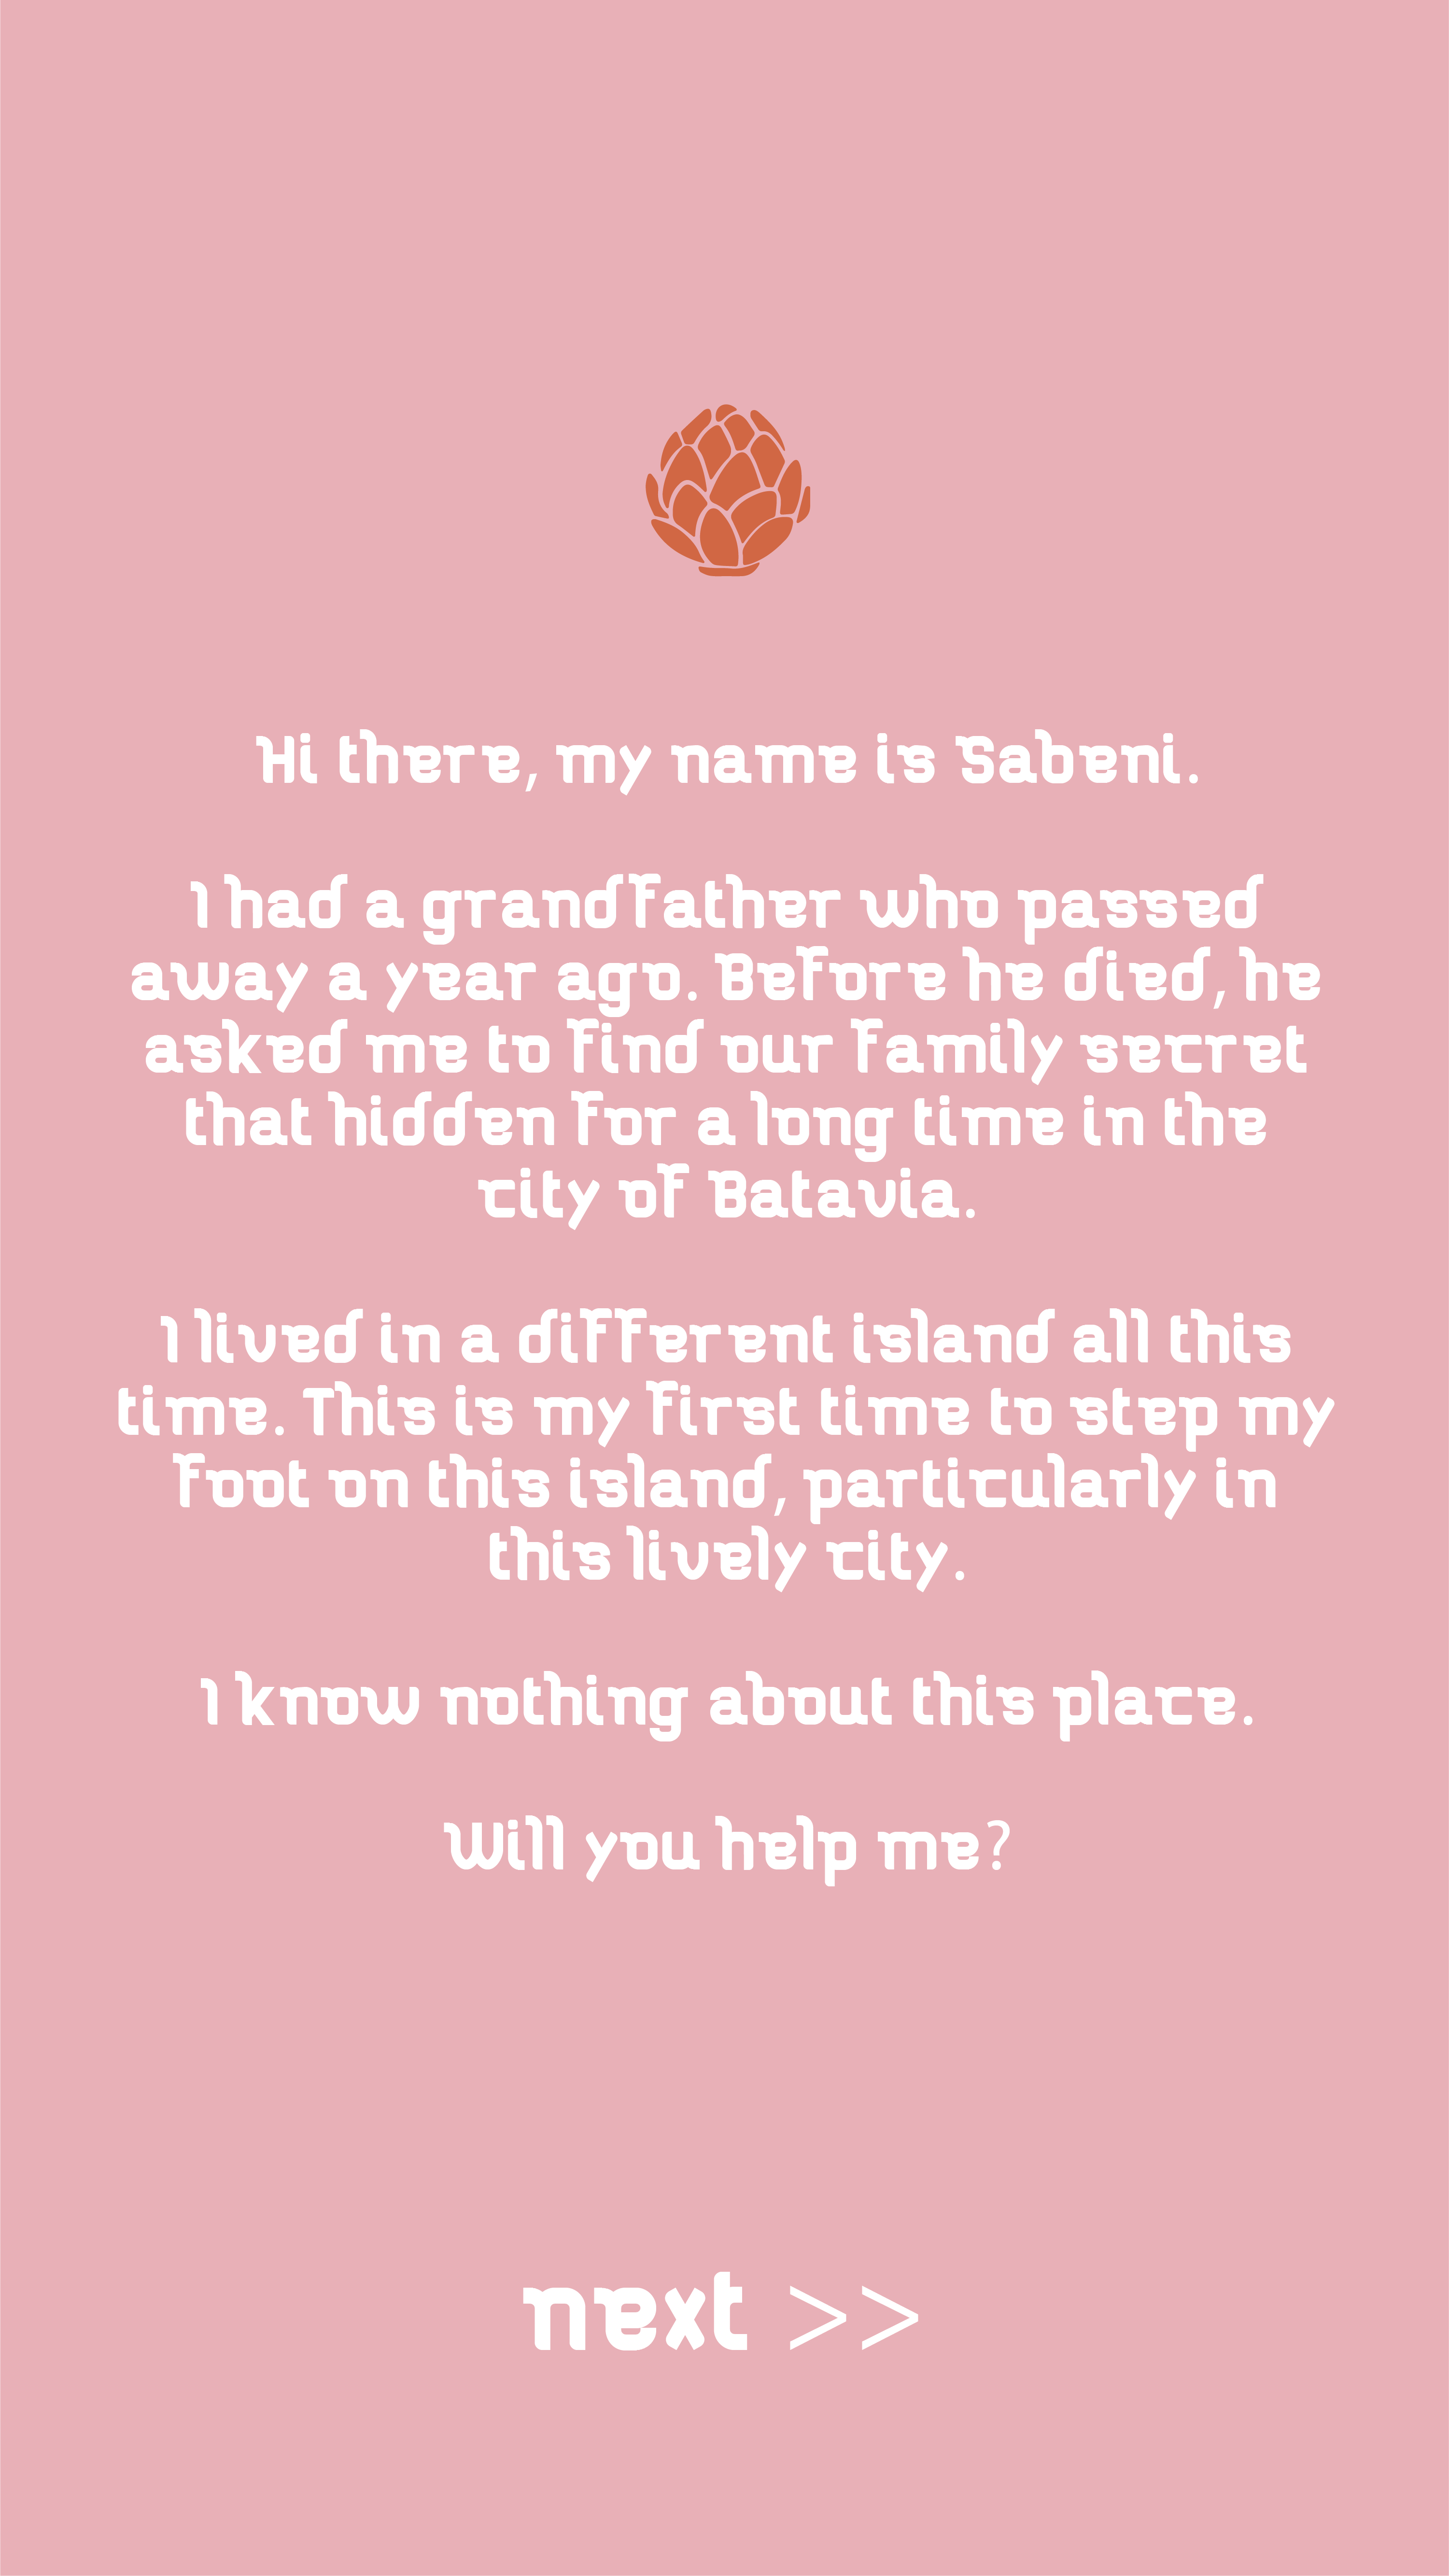 Hi there, my name is Sabeni.
I had a grandfather who passed
away a year ago. Before he died, he
asked me to find our family secret
that hidden for a long time in the
city of Batavia.
I lived in a different island all this
time. This is my first time to step my
foot on this island, particularly in
this lively city.
I know nothing about this place.
Will you help me?
next >>